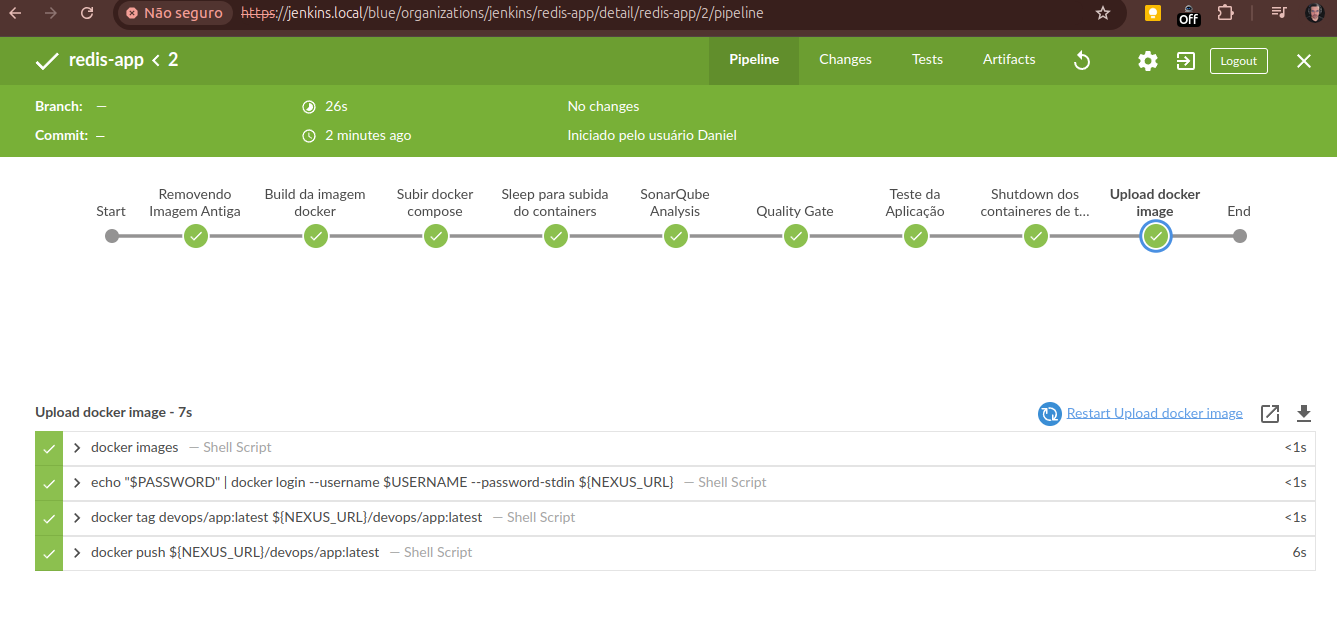 Não seguro https://jenkins.local/blue/organizations/jenkins/redis-app/detail/redis-app/2/pipeline Off
redis-app < 2 Pipeline Changes Tests Artifacts Logout
Branch: — 26s No changes
Commit: — 2 minutes ago Iniciado pelo usuário Daniel
Start
Removendo
Imagem Antiga
Build da imagem
docker
Subir docker
compose
Sleep para subida
do containers
SonarQube
Analysis
Quality Gate
Teste da
Aplicação
Shutdown dos
containeres de t...
Upload docker
image
End
Upload docker image - 7s Restart Upload docker image
docker images — Shell Script <1s
echo "$PASSWORD" | docker login --username $USERNAME --password-stdin ${NEXUS_URL} — Shell Script <1s
docker tag devops/app:latest ${NEXUS_URL}/devops/app:latest — Shell Script <1s
docker push ${NEXUS_URL}/devops/app:latest — Shell Script 6s